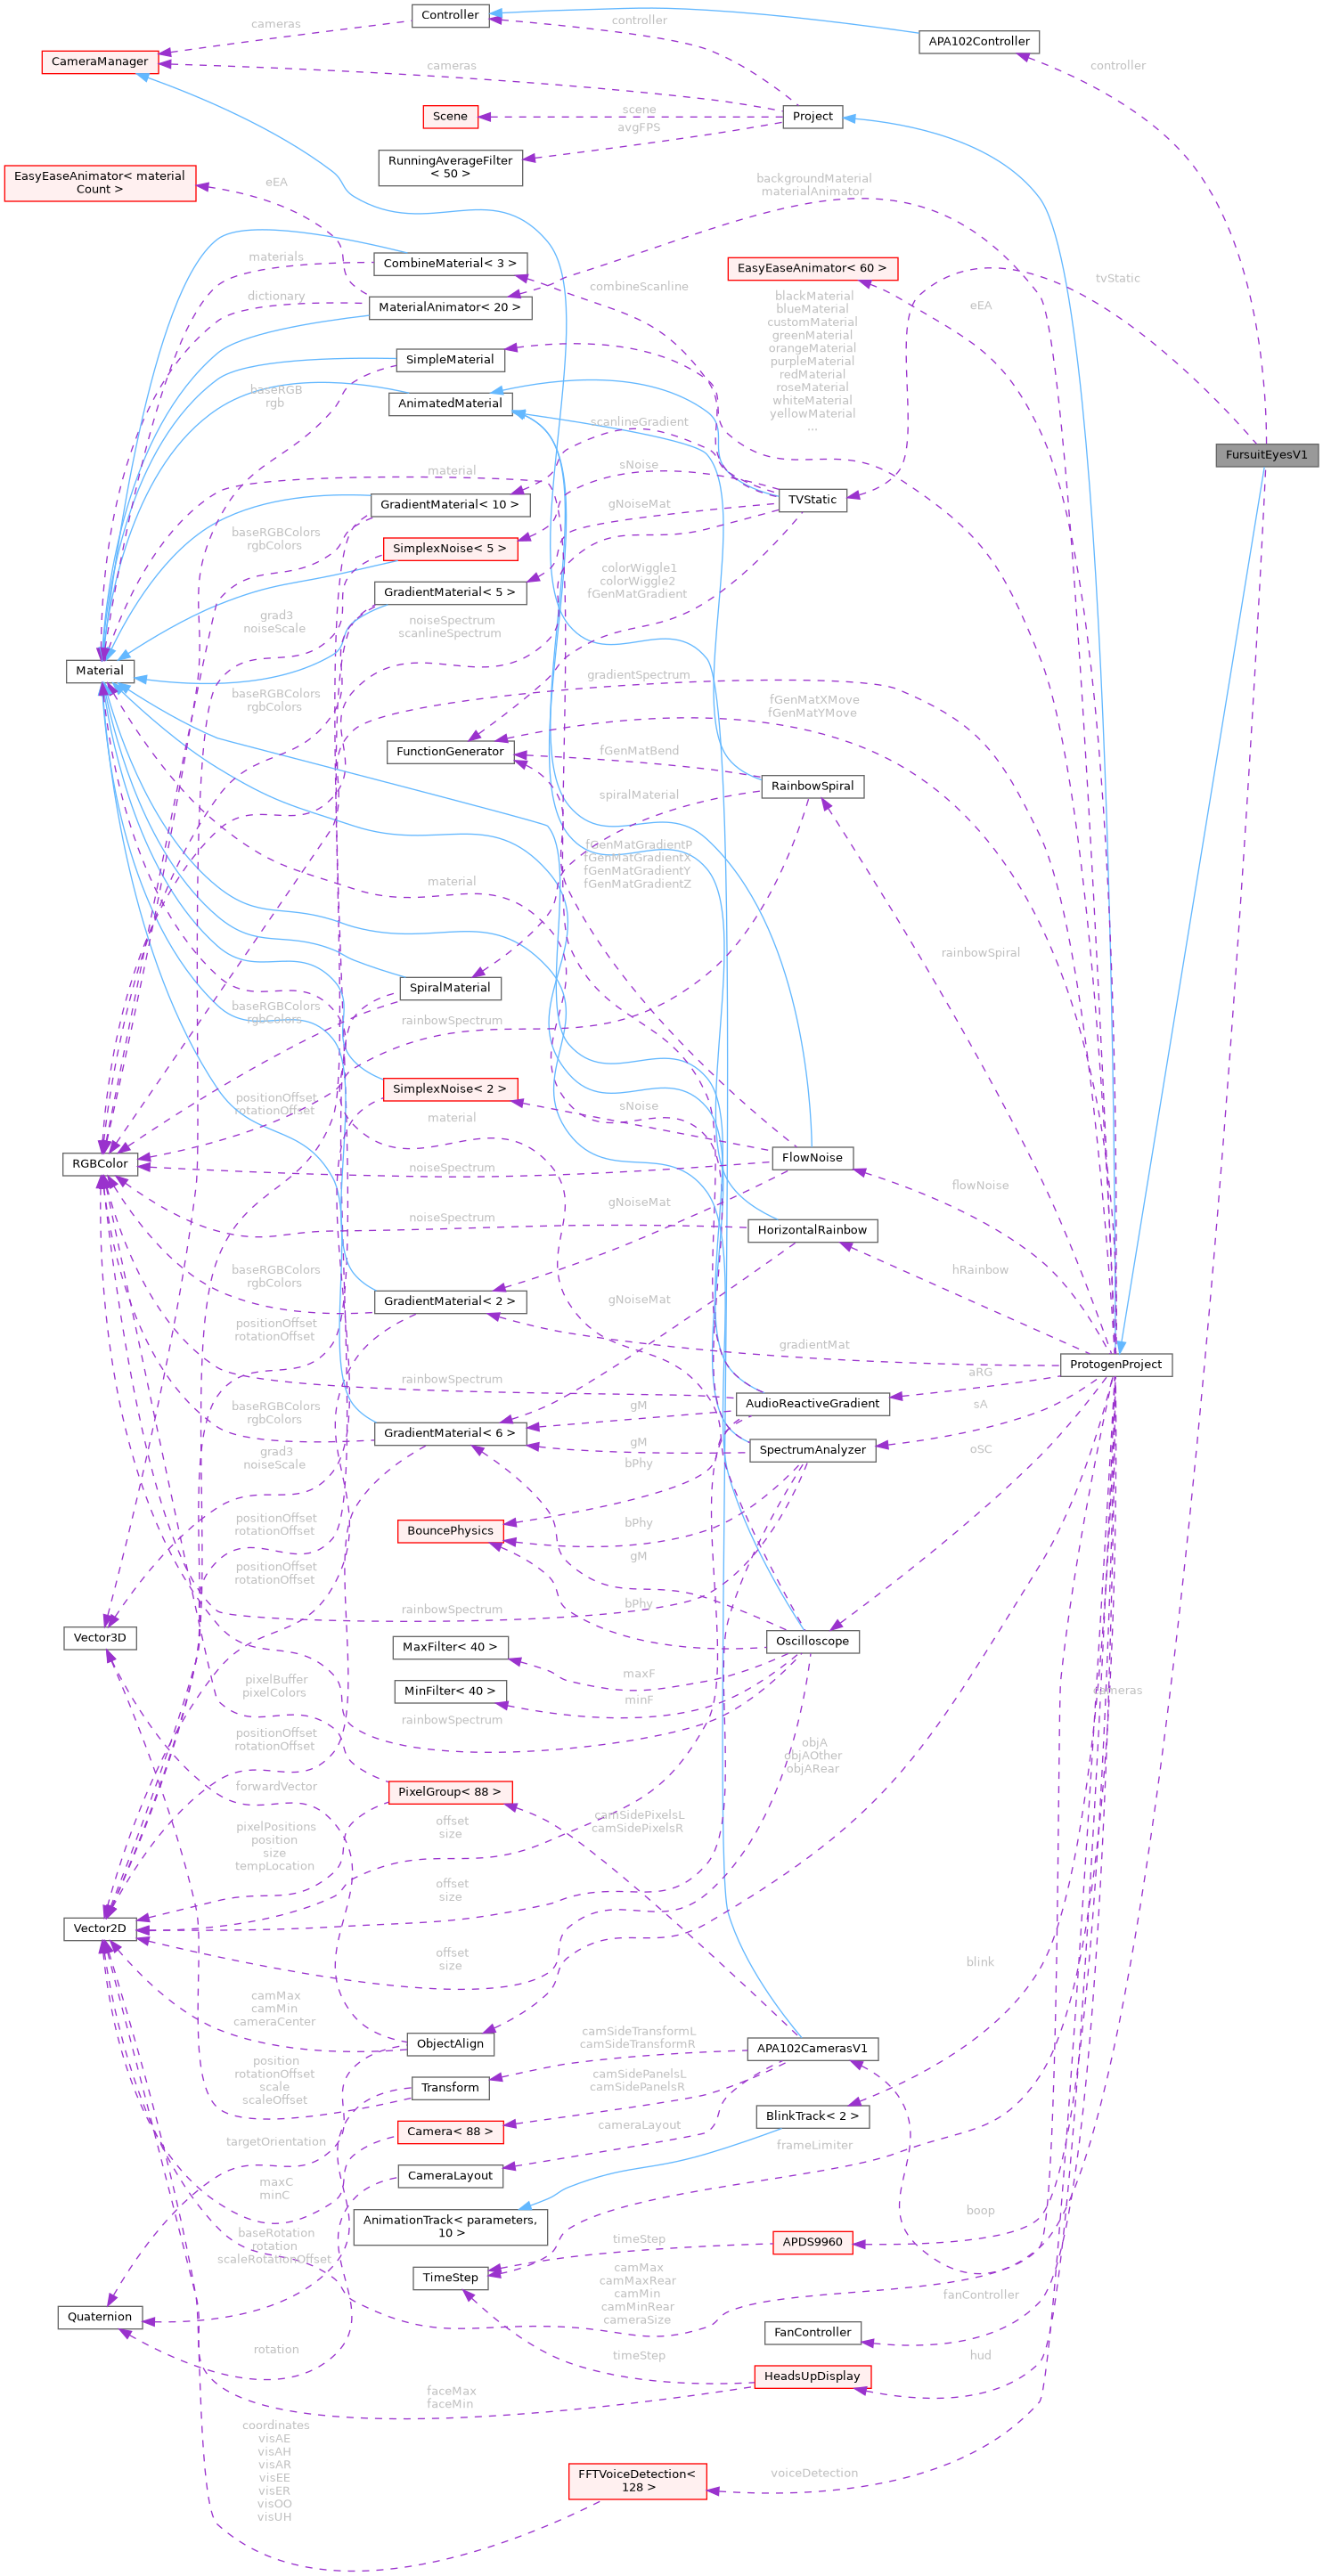 Controller
cameras
controller
APA102Controller
CameraManager
cameras
controller
Scene
scene
Project
avgFPS
RunningAverageFilter
< 50 >
EasyEaseAnimator< material
Count >
eEA
backgroundMaterial
materialAnimator
materials
CombineMaterial< 3 >
EasyEaseAnimator< 60 >
tvStatic
combineScanline
dictionary
MaterialAnimator< 20 >
eEA
blackMaterial
blueMaterial
customMaterial
greenMaterial
orangeMaterial
purpleMaterial
redMaterial
roseMaterial
whiteMaterial
yellowMaterial
...
SimpleMaterial
baseRGB
rgb
AnimatedMaterial
scanlineGradient
FursuitEyesV1
material
sNoise
GradientMaterial< 10 >
gNoiseMat
TVStatic
baseRGBColors
rgbColors
SimplexNoise< 5 >
colorWiggle1
colorWiggle2
fGenMatGradient
GradientMaterial< 5 >
grad3
noiseScale
noiseSpectrum
scanlineSpectrum
Material
gradientSpectrum
baseRGBColors
rgbColors
fGenMatXMove
fGenMatYMove
FunctionGenerator
fGenMatBend
RainbowSpiral
spiralMaterial
fGenMatGradientP
fGenMatGradientX
fGenMatGradientY
fGenMatGradientZ
material
rainbowSpiral
SpiralMaterial
baseRGBColors
rgbColors
rainbowSpectrum
SimplexNoise< 2 >
positionOffset
rotationOffset
material
sNoise
RGBColor
noiseSpectrum
FlowNoise
flowNoise
gNoiseMat
noiseSpectrum
HorizontalRainbow
hRainbow
baseRGBColors
rgbColors
GradientMaterial< 2 >
gNoiseMat
positionOffset
rotationOffset
gradientMat
ProtogenProject
rainbowSpectrum
aRG
AudioReactiveGradient
sA
baseRGBColors
rgbColors
gM
GradientMaterial< 6 >
gM
SpectrumAnalyzer
oSC
grad3
noiseScale
bPhy
positionOffset
rotationOffset
BouncePhysics
bPhy
gM
positionOffset
rotationOffset
rainbowSpectrum
bPhy
Vector3D
MaxFilter< 40 >
Oscilloscope
maxF
pixelBuffer
pixelColors
MinFilter< 40 >
minF
cameras
rainbowSpectrum
positionOffset
rotationOffset
objA
objAOther
objARear
forwardVector
PixelGroup< 88 >
camSidePixelsL
camSidePixelsR
pixelPositions
position
size
tempLocation
offset
size
offset
size
Vector2D
offset
size
blink
camMax
camMin
cameraCenter
ObjectAlign
camSideTransformL
camSideTransformR
APA102CamerasV1
position
rotationOffset
scale
scaleOffset
Transform
camSidePanelsL
camSidePanelsR
BlinkTrack< 2 >
targetOrientation
Camera< 88 >
cameraLayout
frameLimiter
maxC
minC
CameraLayout
AnimationTrack< parameters,
10 >
boop
baseRotation
rotation
scaleRotationOffset
APDS9960
timeStep
TimeStep
camMax
camMaxRear
camMin
camMinRear
cameraSize
fanController
Quaternion
FanController
rotation
timeStep
hud
HeadsUpDisplay
faceMax
faceMin
coordinates
visAE
visAH
visAR
visEE
visER
visOO
visUH
FFTVoiceDetection<
128 >
voiceDetection